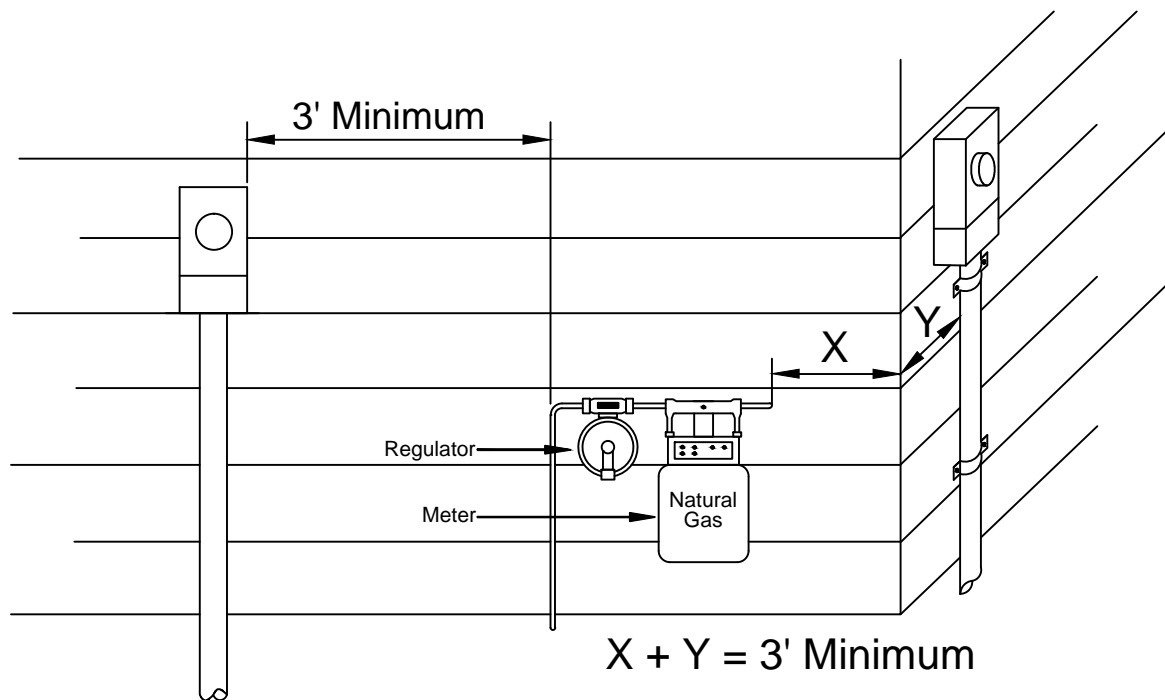 3' Minimum
X
Y
Regulator
Meter
Natural
Gas
X + Y = 3' Minimum